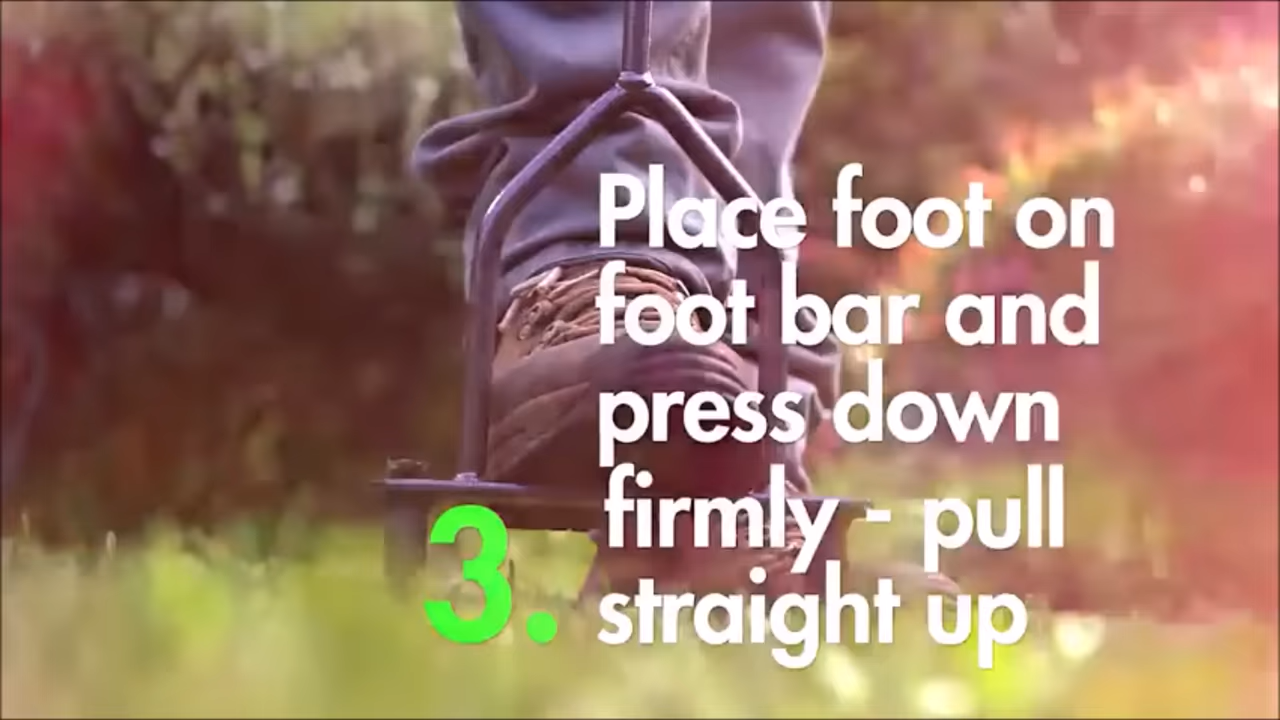 Place foot on
foot bar and
press down
firmly - pull
3. straight up